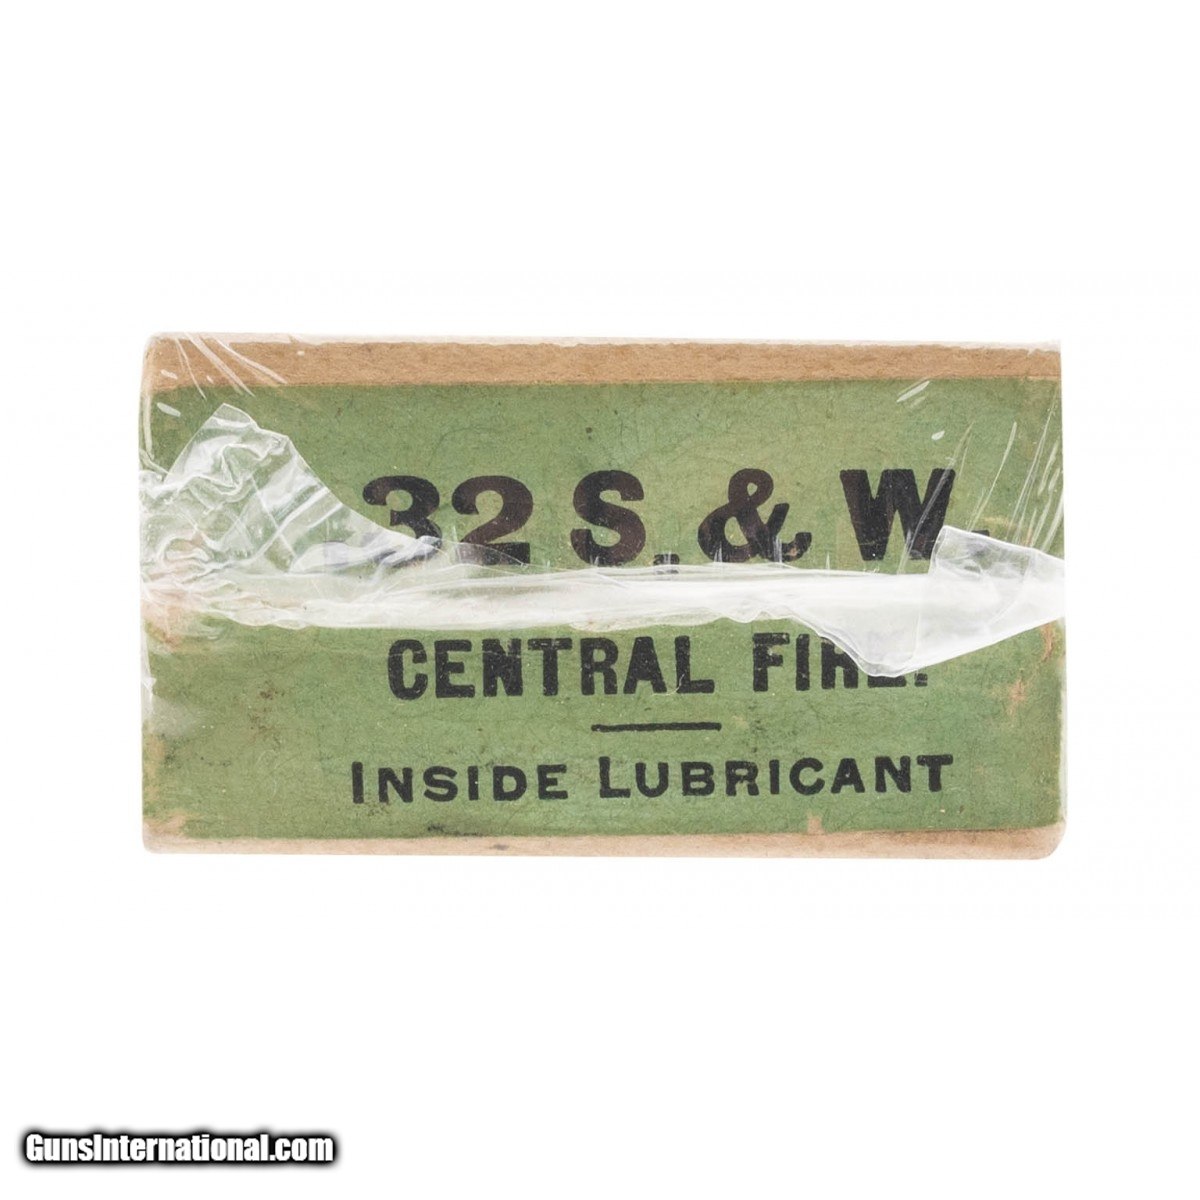 .32 S. & W.
CENTRAL FIRE.
INSIDE LUBRICANT
GunsInternational.com